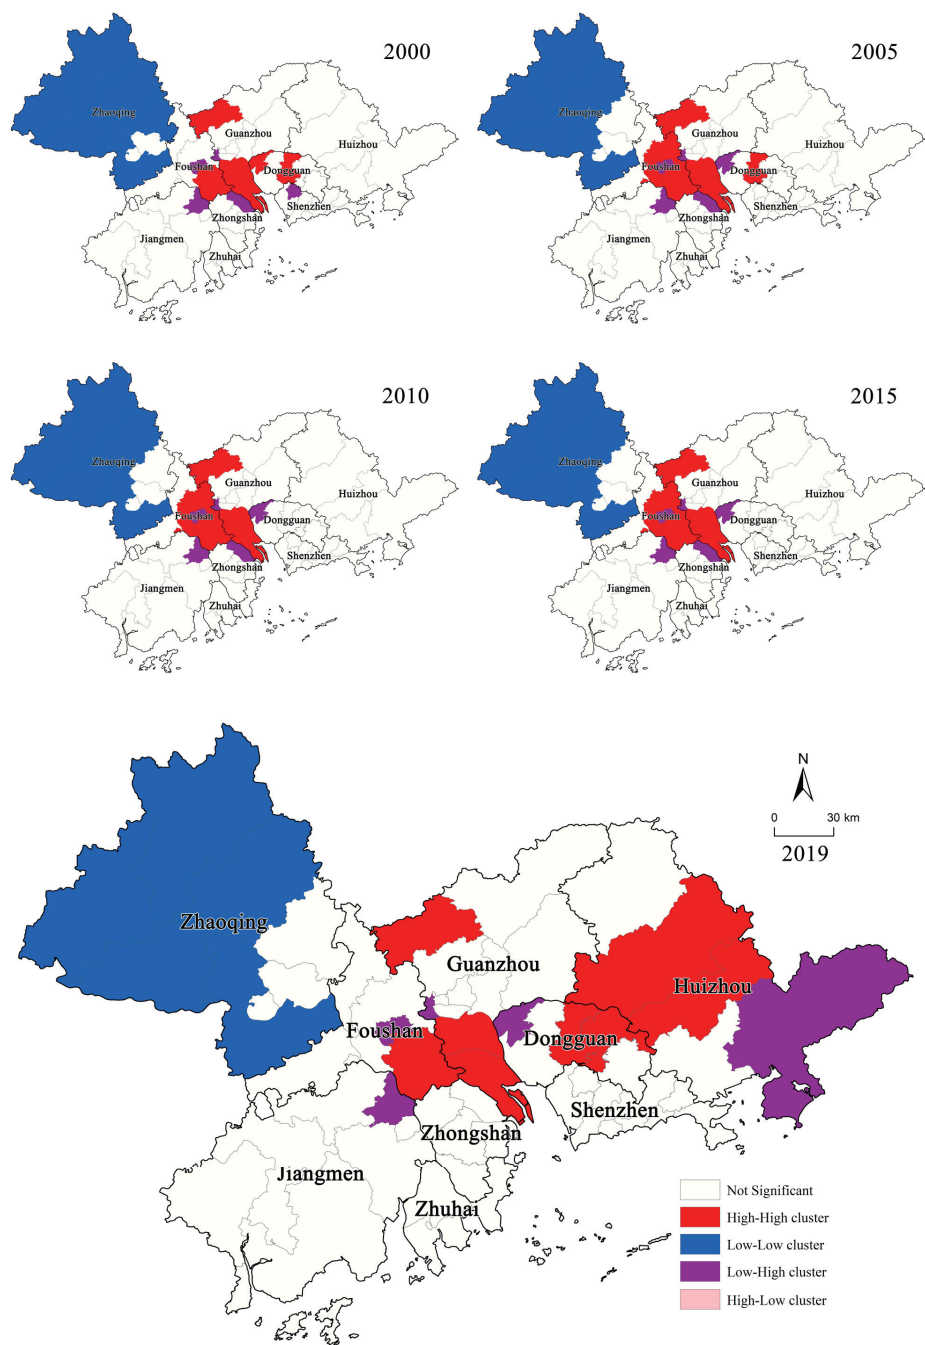 2000
Zhaoqing
Guanzhou
Huizhou
Foushan
Dongguan
Shenzhen
Zhongshan
Jiangmen
Zhuhai
2005
Zhaoqing
Guanzhou
Huizhou
Foushan
Dongguan
Shenzhen
Zhongshan
Jiangmen
Zhuhai
2010
Zhaoqing
Guanzhou
Huizhou
Foushan
Dongguan
Shenzhen
Zhongshan
Jiangmen
Zhuhai
2015
Zhaoqing
Guanzhou
Huizhou
Foushan
Dongguan
Shenzhen
Zhongshan
Jiangmen
Zhuhai
N
0 30 km
2019
Zhaoqing
Guanzhou
Huizhou
Foushan
Dongguan
Shenzhen
Zhongshan
Jiangmen
Zhuhai
Not Significant
High-High cluster
Low-Low cluster
Low-High cluster
High-Low cluster